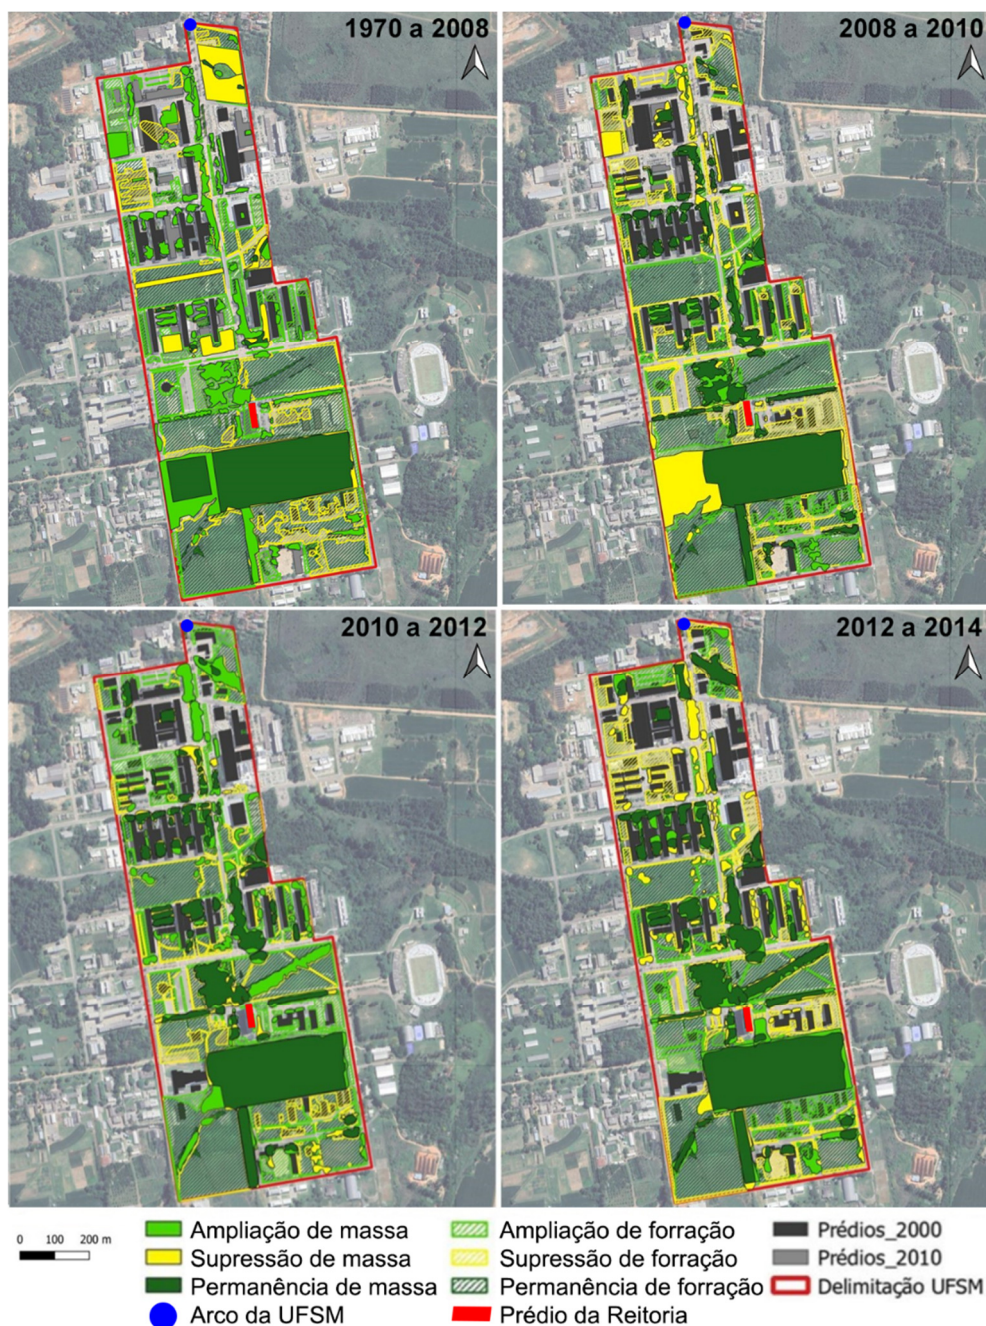 1970 a 2008
2008 a 2010
2010 a 2012
2012 a 2014
0 100 200 m
Ampliação de massa
Supressão de massa
Permanência de massa
Arco da UFSM
Ampliação de forração
Supressão de forração
Permanência de forração
Prédio da Reitoria
Prédios_2000
Prédios_2010
Delimitação UFSM